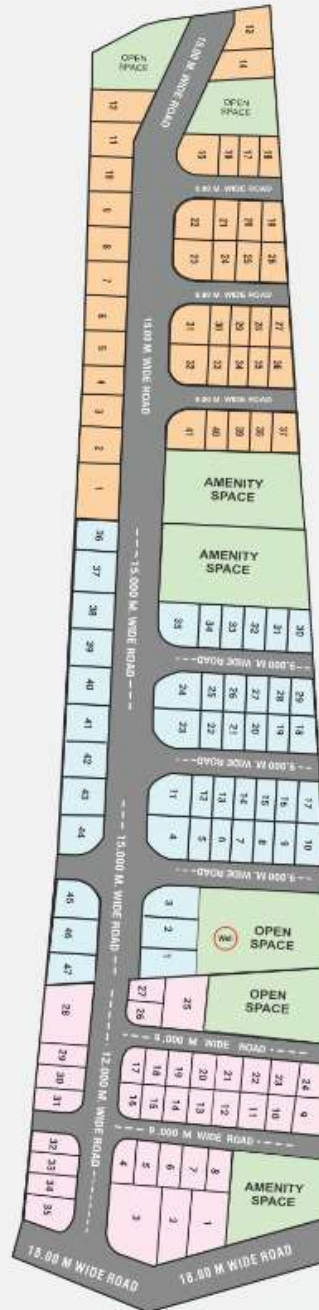 13
14
OPEN
SPACE
15.00 M. WIDE ROAD
OPEN
SPACE
12
11
10
9
8
7
6
5
4
3
2
1
15 16 17 18
9.00 M. WIDE ROAD
22 21 20 19
23 24 25 26
9.00 M. WIDE ROAD
15.00 M. WIDE ROAD
31 30 29 28 27
32 33 34 35 36
9.00 M. WIDE ROAD
41 40 39 38 37
AMENITY
SPACE
AMENITY
SPACE
36
37
38
39
40
41
42
43
44
15.000 M. WIDE ROAD
35 34 33 32 31 30
9.000 M. WIDE ROAD
24 25 26 27 28 29
23 22 21 20 19 18
9.000 M. WIDE ROAD
11 12 13 14 15 16 17
4 5 6 7 8 9 10
15.000 M. WIDE ROAD
9.000 M. WIDE ROAD
45
46
47
3
2
1
Well
OPEN
SPACE
OPEN
SPACE
28
29
30
31
27
26
25
12.000 M. WIDE ROAD
9.000 M. WIDE ROAD
17 18 19 20 21 22 23 24
16 15 14 13 12 11 10 9
9.000 M. WIDE ROAD
32
33
34
35
4 5 6 7 8
3 2 1
AMENITY
SPACE
18.00 M WIDE ROAD
18.00 M WIDE ROAD